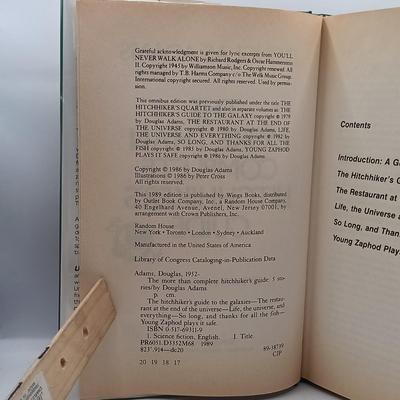 Grateful acknowledgment is given for lyric excerpts from YOU'LL
NEVER WALK ALONE by Richard Rodgers & Oscar Hammerstein
II. Copyright 1945 by Williamson Music, Inc. Copyright renewed. All
rights managed by T.B. Harms Company c/o The Welk Music Group.
International copyright secured. All rights reserved. Used by permis-
sion.
This omnibus edition was previously published under the title THE
HITCHHIKER'S QUARTET and also in separate volumes as: THE
HITCHHIKER'S GUIDE TO THE GALAXY copyright © 1979
by Douglas Adams, THE RESTAURANT AT THE END OF
THE UNIVERSE copyright © 1980 by Douglas Adams, LIFE,
THE UNIVERSE AND EVERYTHING copyright © 1982 by
Douglas Adams, SO LONG, AND THANKS FOR ALL THE
FISH copyright © 1985 by Douglas Adams, YOUNG ZAPHOD
PLAYS IT SAFE copyright © 1986 by Douglas Adams.
Copyright © 1986 by Douglas Adams
Illustrations © 1986 by Peter Cross
All rights reserved.
This 1989 edition is published by Wings Books, distributed
by Outlet Book Company, Inc., a Random House Company,
40 Engelhard Avenue, Avenel, New Jersey 07001, by
arrangement with Crown Publishers, Inc.
Random House
New York • Toronto • London • Sydney • Auckland
Manufactured in the United States of America
Library of Congress Cataloging-in-Publication Data
Adams, Douglas, 1952-
The more than complete hitchhiker's guide: 5 sto-
ries/by Douglas Adams
p. cm.
The hitchhiker's guide to the galaxies—The restau-
rant at the end of the universe—Life, the universe, and
everything—So long, and thanks for all the fish—
Young Zaphod plays it safe.
ISBN 0-517-69311-9
1. Science fiction, English. I. Title.
PR6051.D3352M68 1989
823'.914—dc20 89-38739
CIP
20 19 18 17
Contents
Introduction: A G
The Hitchhiker's G
The Restaurant at
Life, the Universe a
So Long, and Than
Young Zaphod Play